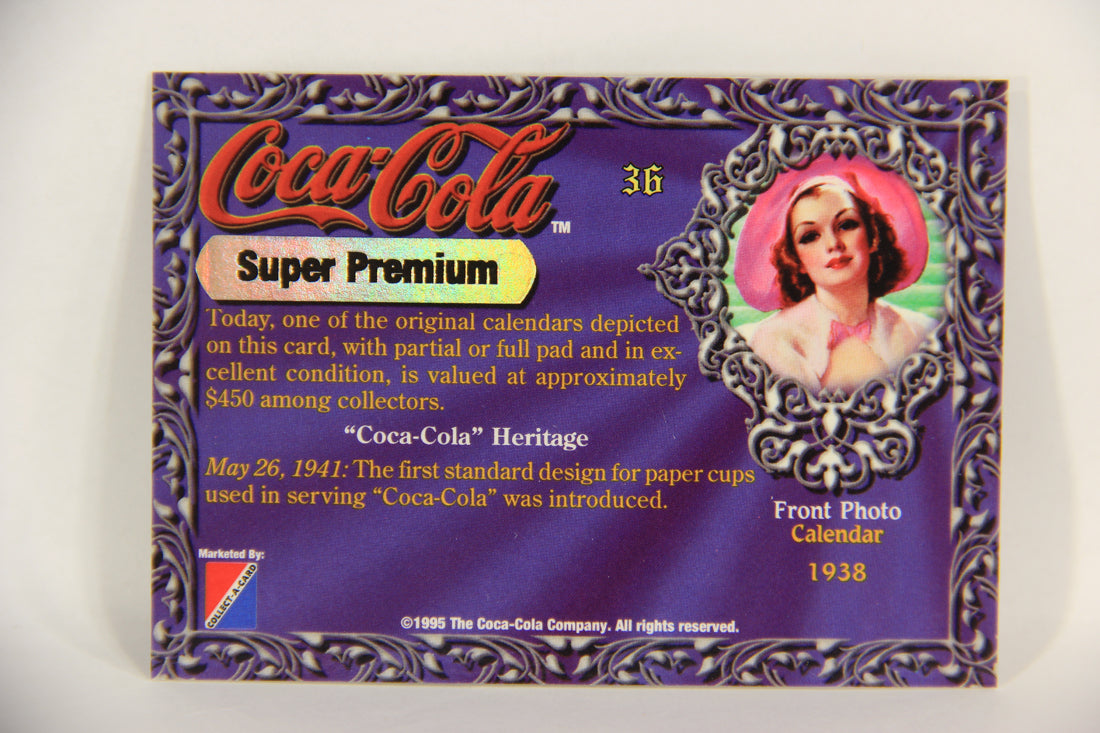 Coca-Cola TM
36
Super Premium
Today, one of the original calendars depicted
on this card, with partial or full pad and in ex-
cellent condition, is valued at approximately
$450 among collectors.
“Coca-Cola” Heritage
May 26, 1941: The first standard design for paper cups
used in serving “Coca-Cola” was introduced.
Front Photo
Calendar
1938
Marketed By:
COLLECT-A-CARD
©1995 The Coca-Cola Company. All rights reserved.